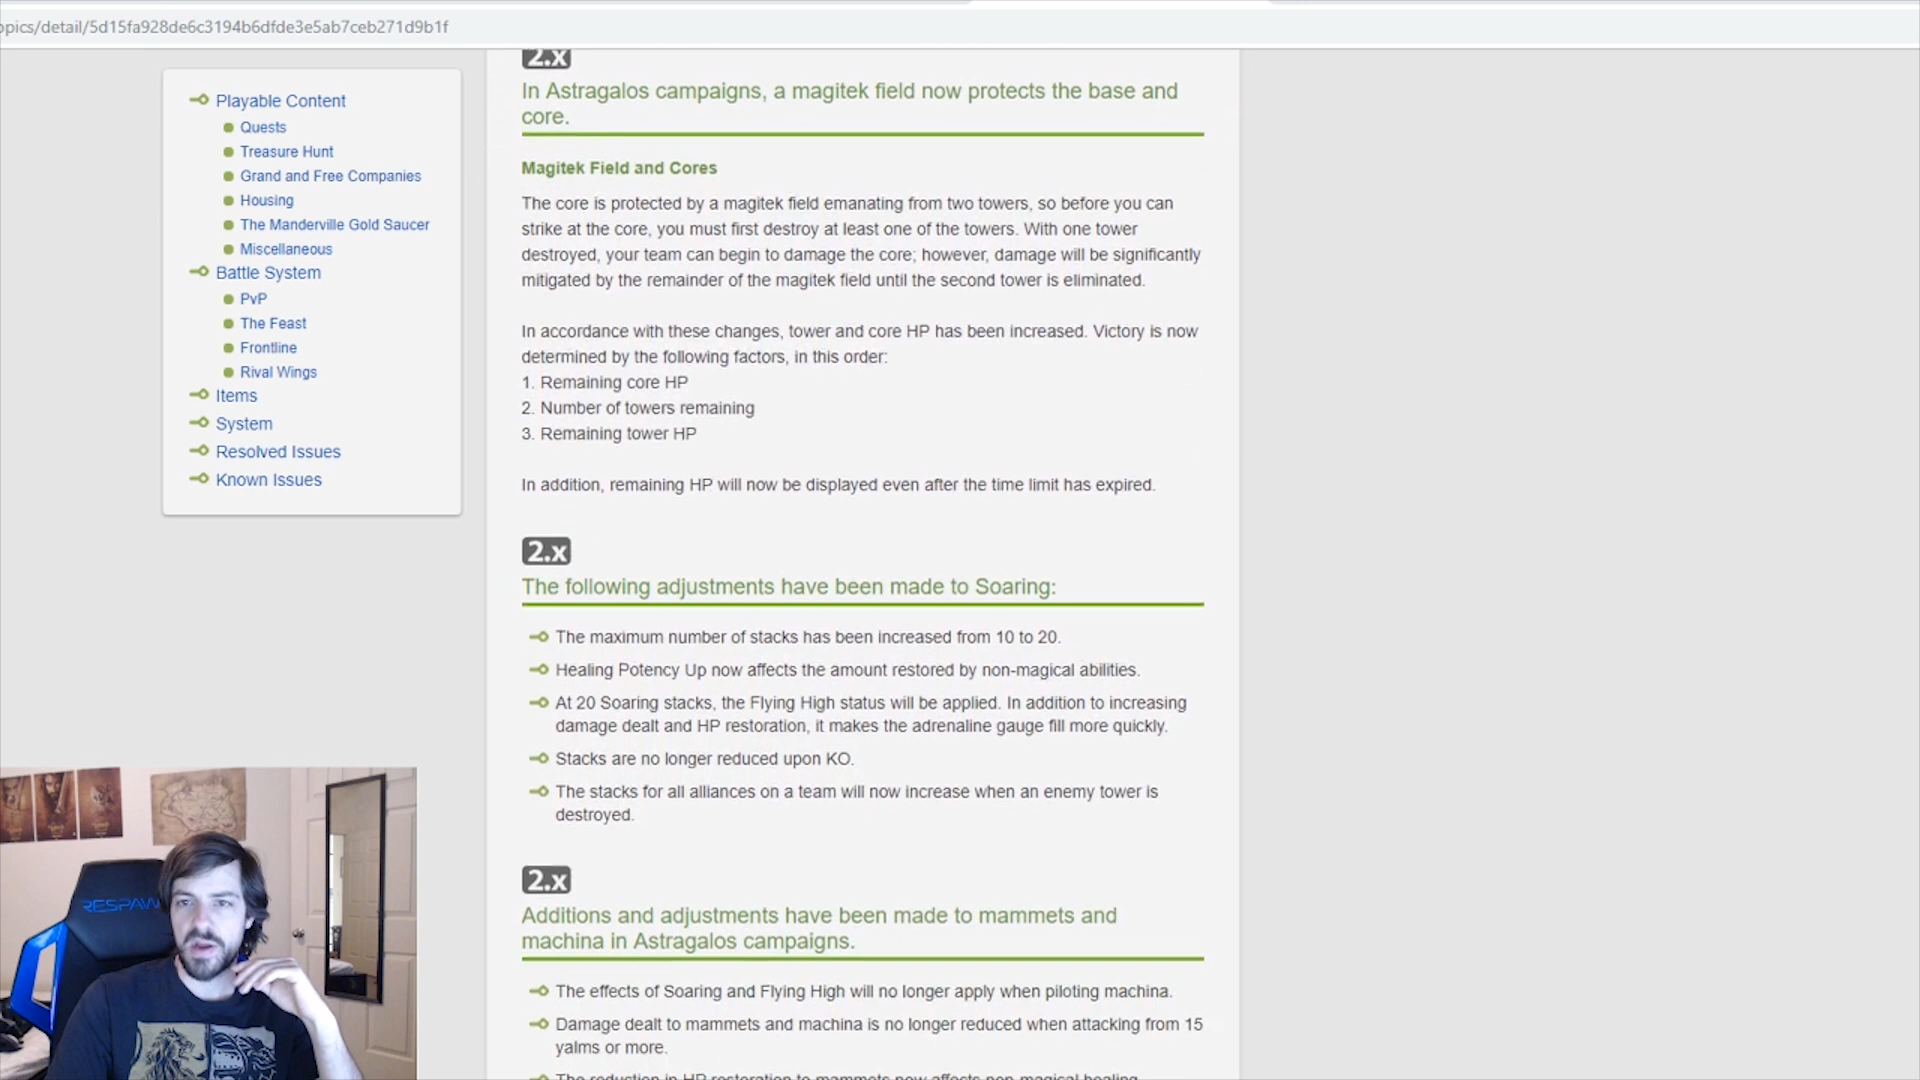 opics/detail/5d15fa928de6c3194b6dfde3e5ab7ceb271d9b1f
Playable Content
Quests
Treasure Hunt
Grand and Free Companies
Housing
The Manderville Gold Saucer
Miscellaneous
Battle System
PvP
The Feast
Frontline
Rival Wings
Items
System
Resolved Issues
Known Issues
2.x
In Astragalos campaigns, a magitek field now protects the base and
core.
Magitek Field and Cores
The core is protected by a magitek field emanating from two towers, so before you can
strike at the core, you must first destroy at least one of the towers. With one tower
destroyed, your team can begin to damage the core; however, damage will be significantly
mitigated by the remainder of the magitek field until the second tower is eliminated.
In accordance with these changes, tower and core HP has been increased. Victory is now
determined by the following factors, in this order:
1. Remaining core HP
2. Number of towers remaining
3. Remaining tower HP
In addition, remaining HP will now be displayed even after the time limit has expired.
2.x
The following adjustments have been made to Soaring:
The maximum number of stacks has been increased from 10 to 20.
Healing Potency Up now affects the amount restored by non-magical abilities.
At 20 Soaring stacks, the Flying High status will be applied. In addition to increasing
damage dealt and HP restoration, it makes the adrenaline gauge fill more quickly.
Stacks are no longer reduced upon KO.
The stacks for all alliances on a team will now increase when an enemy tower is
destroyed.
2.x
Additions and adjustments have been made to mammets and
machina in Astragalos campaigns.
The effects of Soaring and Flying High will no longer apply when piloting machina.
Damage dealt to mammets and machina is no longer reduced when attacking from 15
yalms or more.
The reduction in HP restoration to mammets now affects non-magical healing
RESPAW